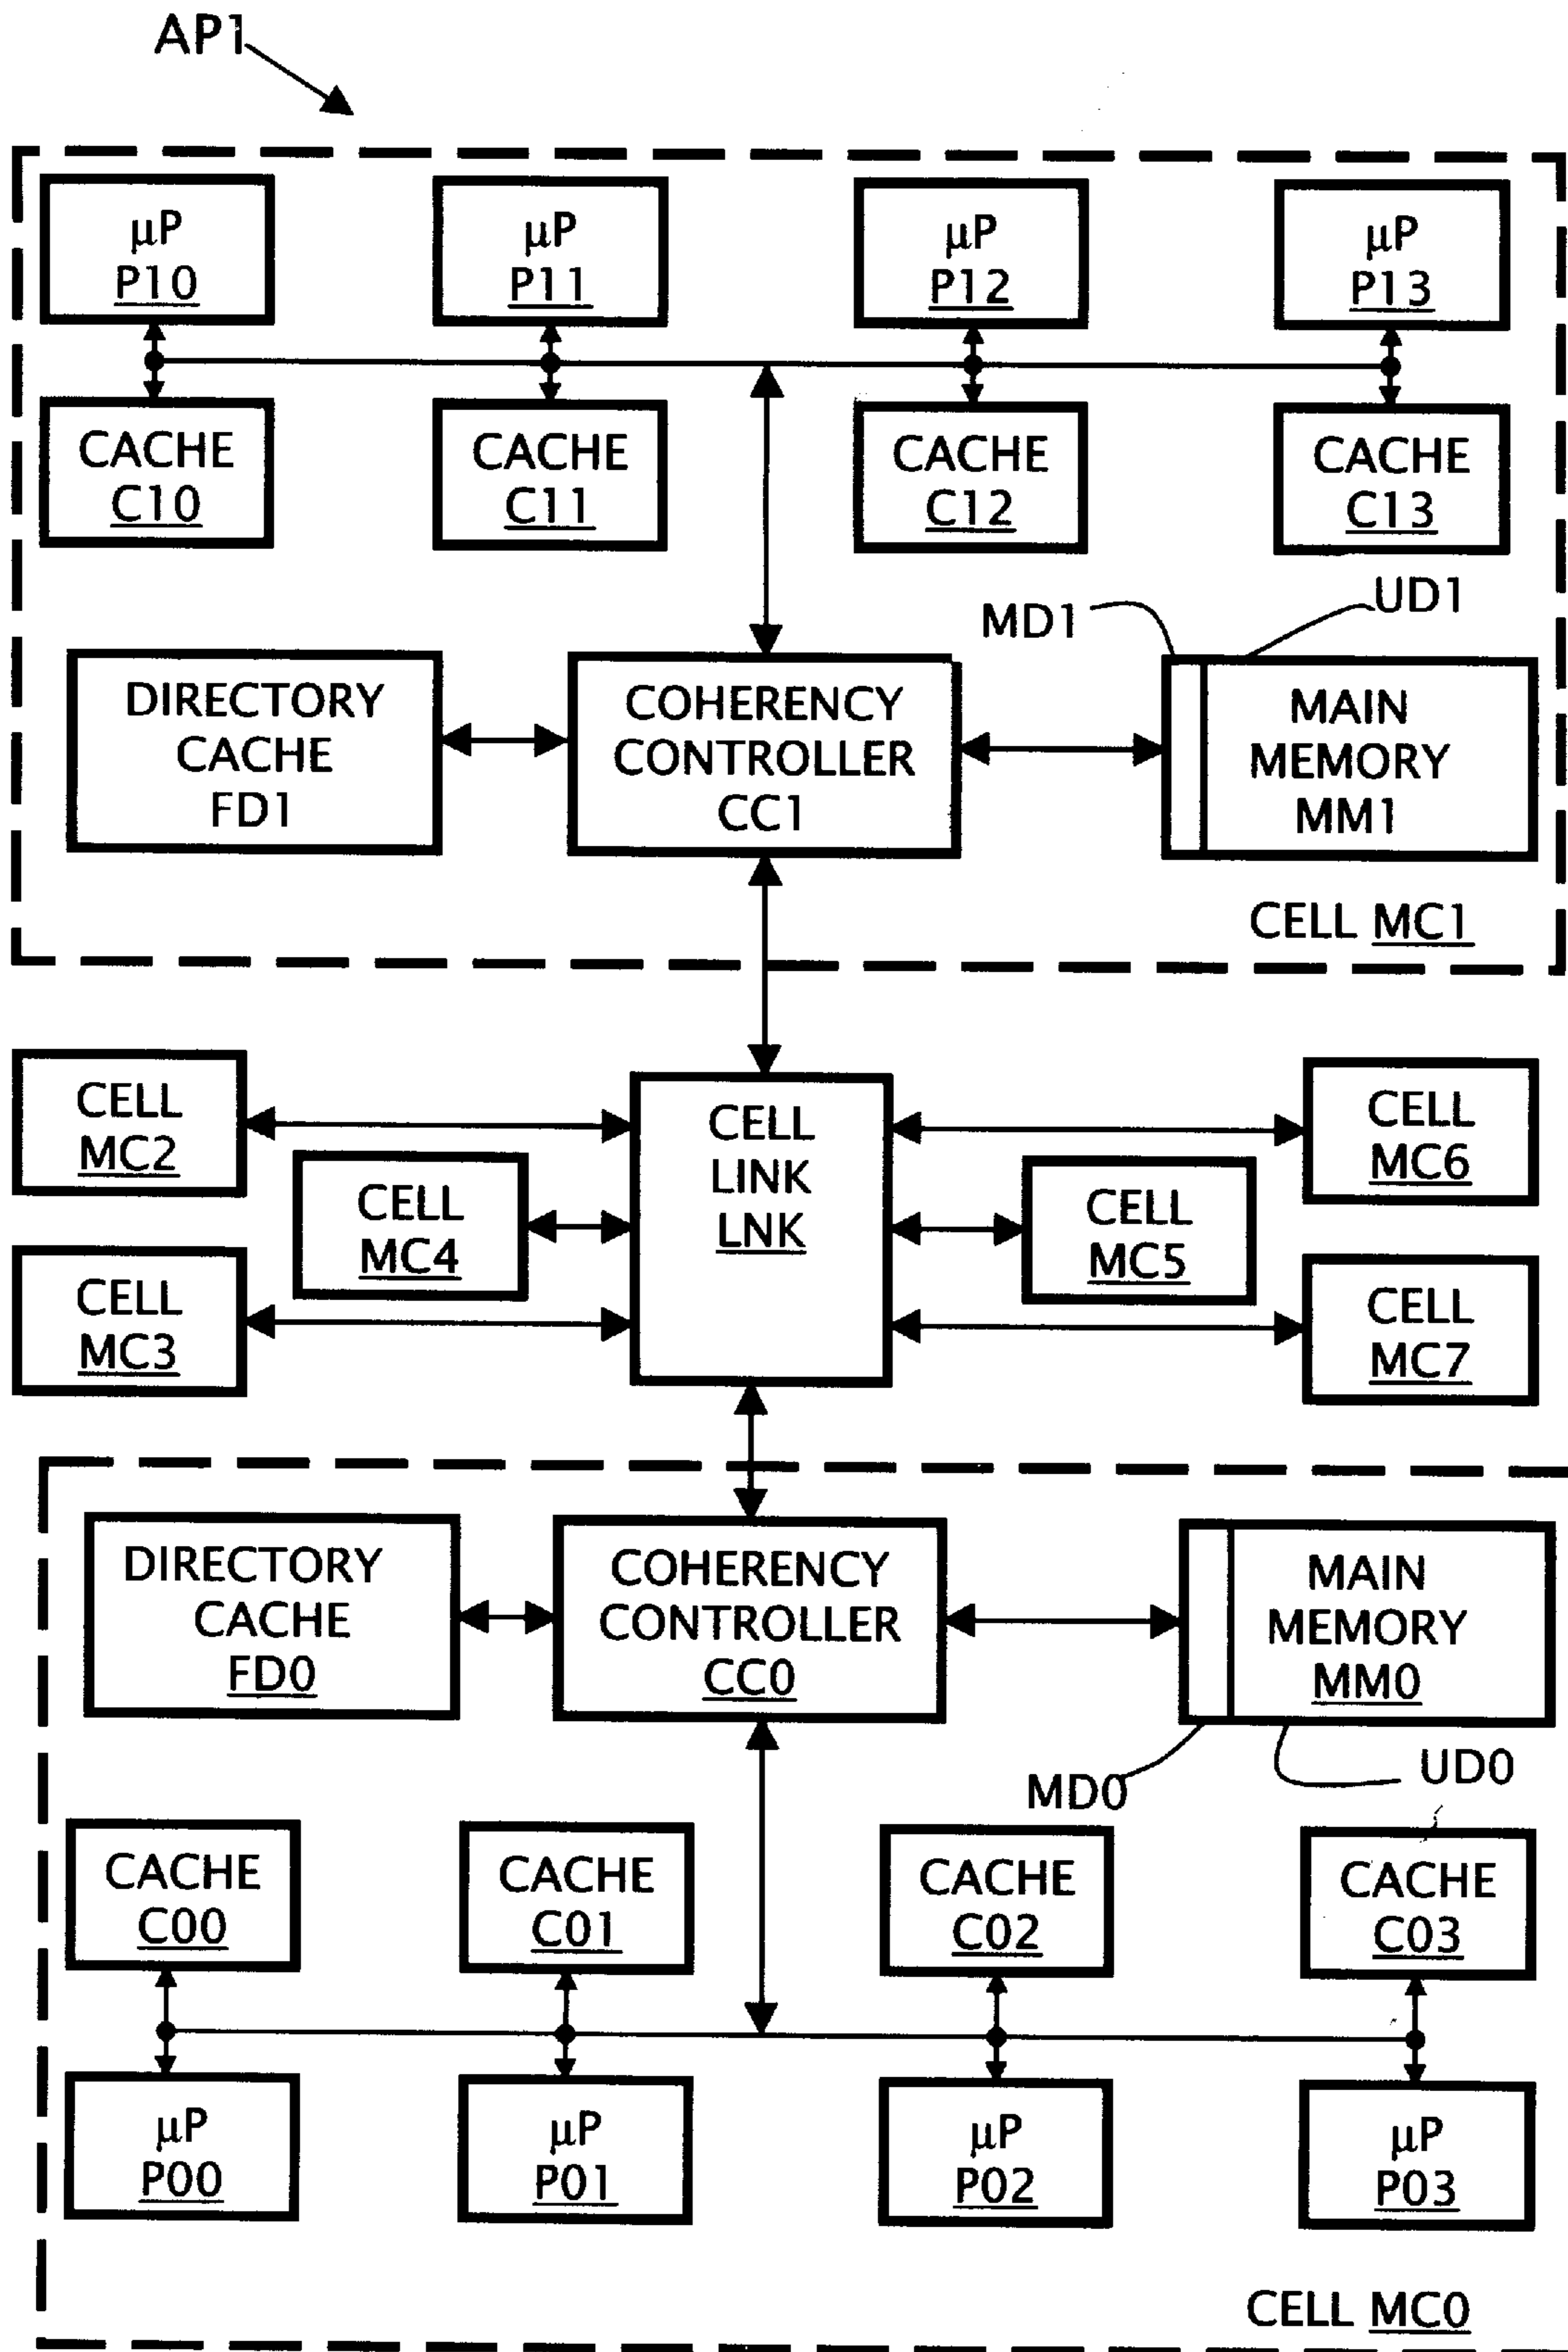 AP1
μP
P10
μP
P11
μP
P12
μP
P13
CACHE
C10
CACHE
C11
CACHE
C12
CACHE
C13
MD1
UD1
DIRECTORY
CACHE
FD1
COHERENCY
CONTROLLER
CC1
MAIN
MEMORY
MM1
CELL MC1
CELL
MC2
CELL
MC4
CELL
MC3
CELL
LINK
LNK
CELL
MC6
CELL
MC5
CELL
MC7
DIRECTORY
CACHE
FD0
COHERENCY
CONTROLLER
CC0
MAIN
MEMORY
MM0
MD0
UD0
CACHE
C00
CACHE
C01
CACHE
C02
CACHE
C03
μP
P00
μP
P01
μP
P02
μP
P03
CELL MC0